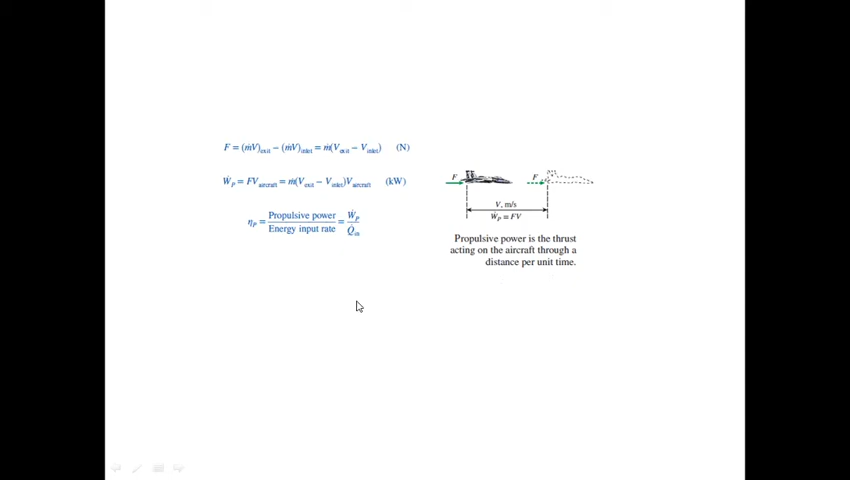 F = (ṁV)exit − (ṁV)inlet = ṁ(Vexit − Vinlet) (N)
ẆP = FVaircraft = ṁ(Vexit − Vinlet)Vaircraft (kW)
ηP = Propulsive power / Energy input rate = ẆP / Q̇in
F F
V, m/s
ẆP = FV
Propulsive power is the thrust
acting on the aircraft through a
distance per unit time.